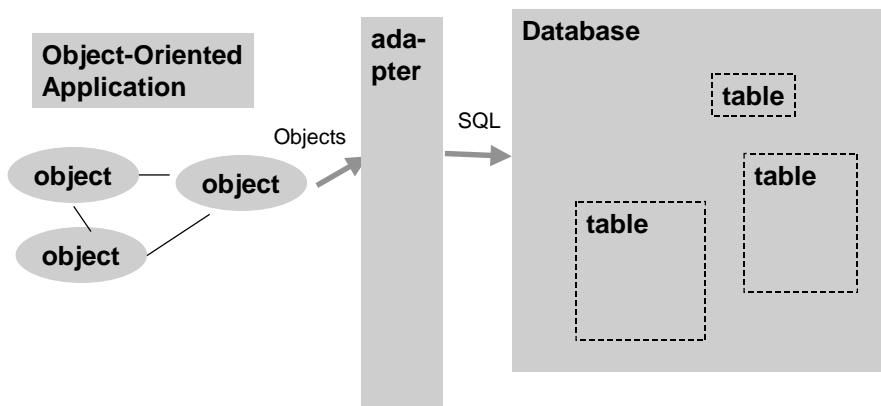 Object-Oriented
Application
object
object
object
Objects
ada-
pter
SQL
Database
table
table
table